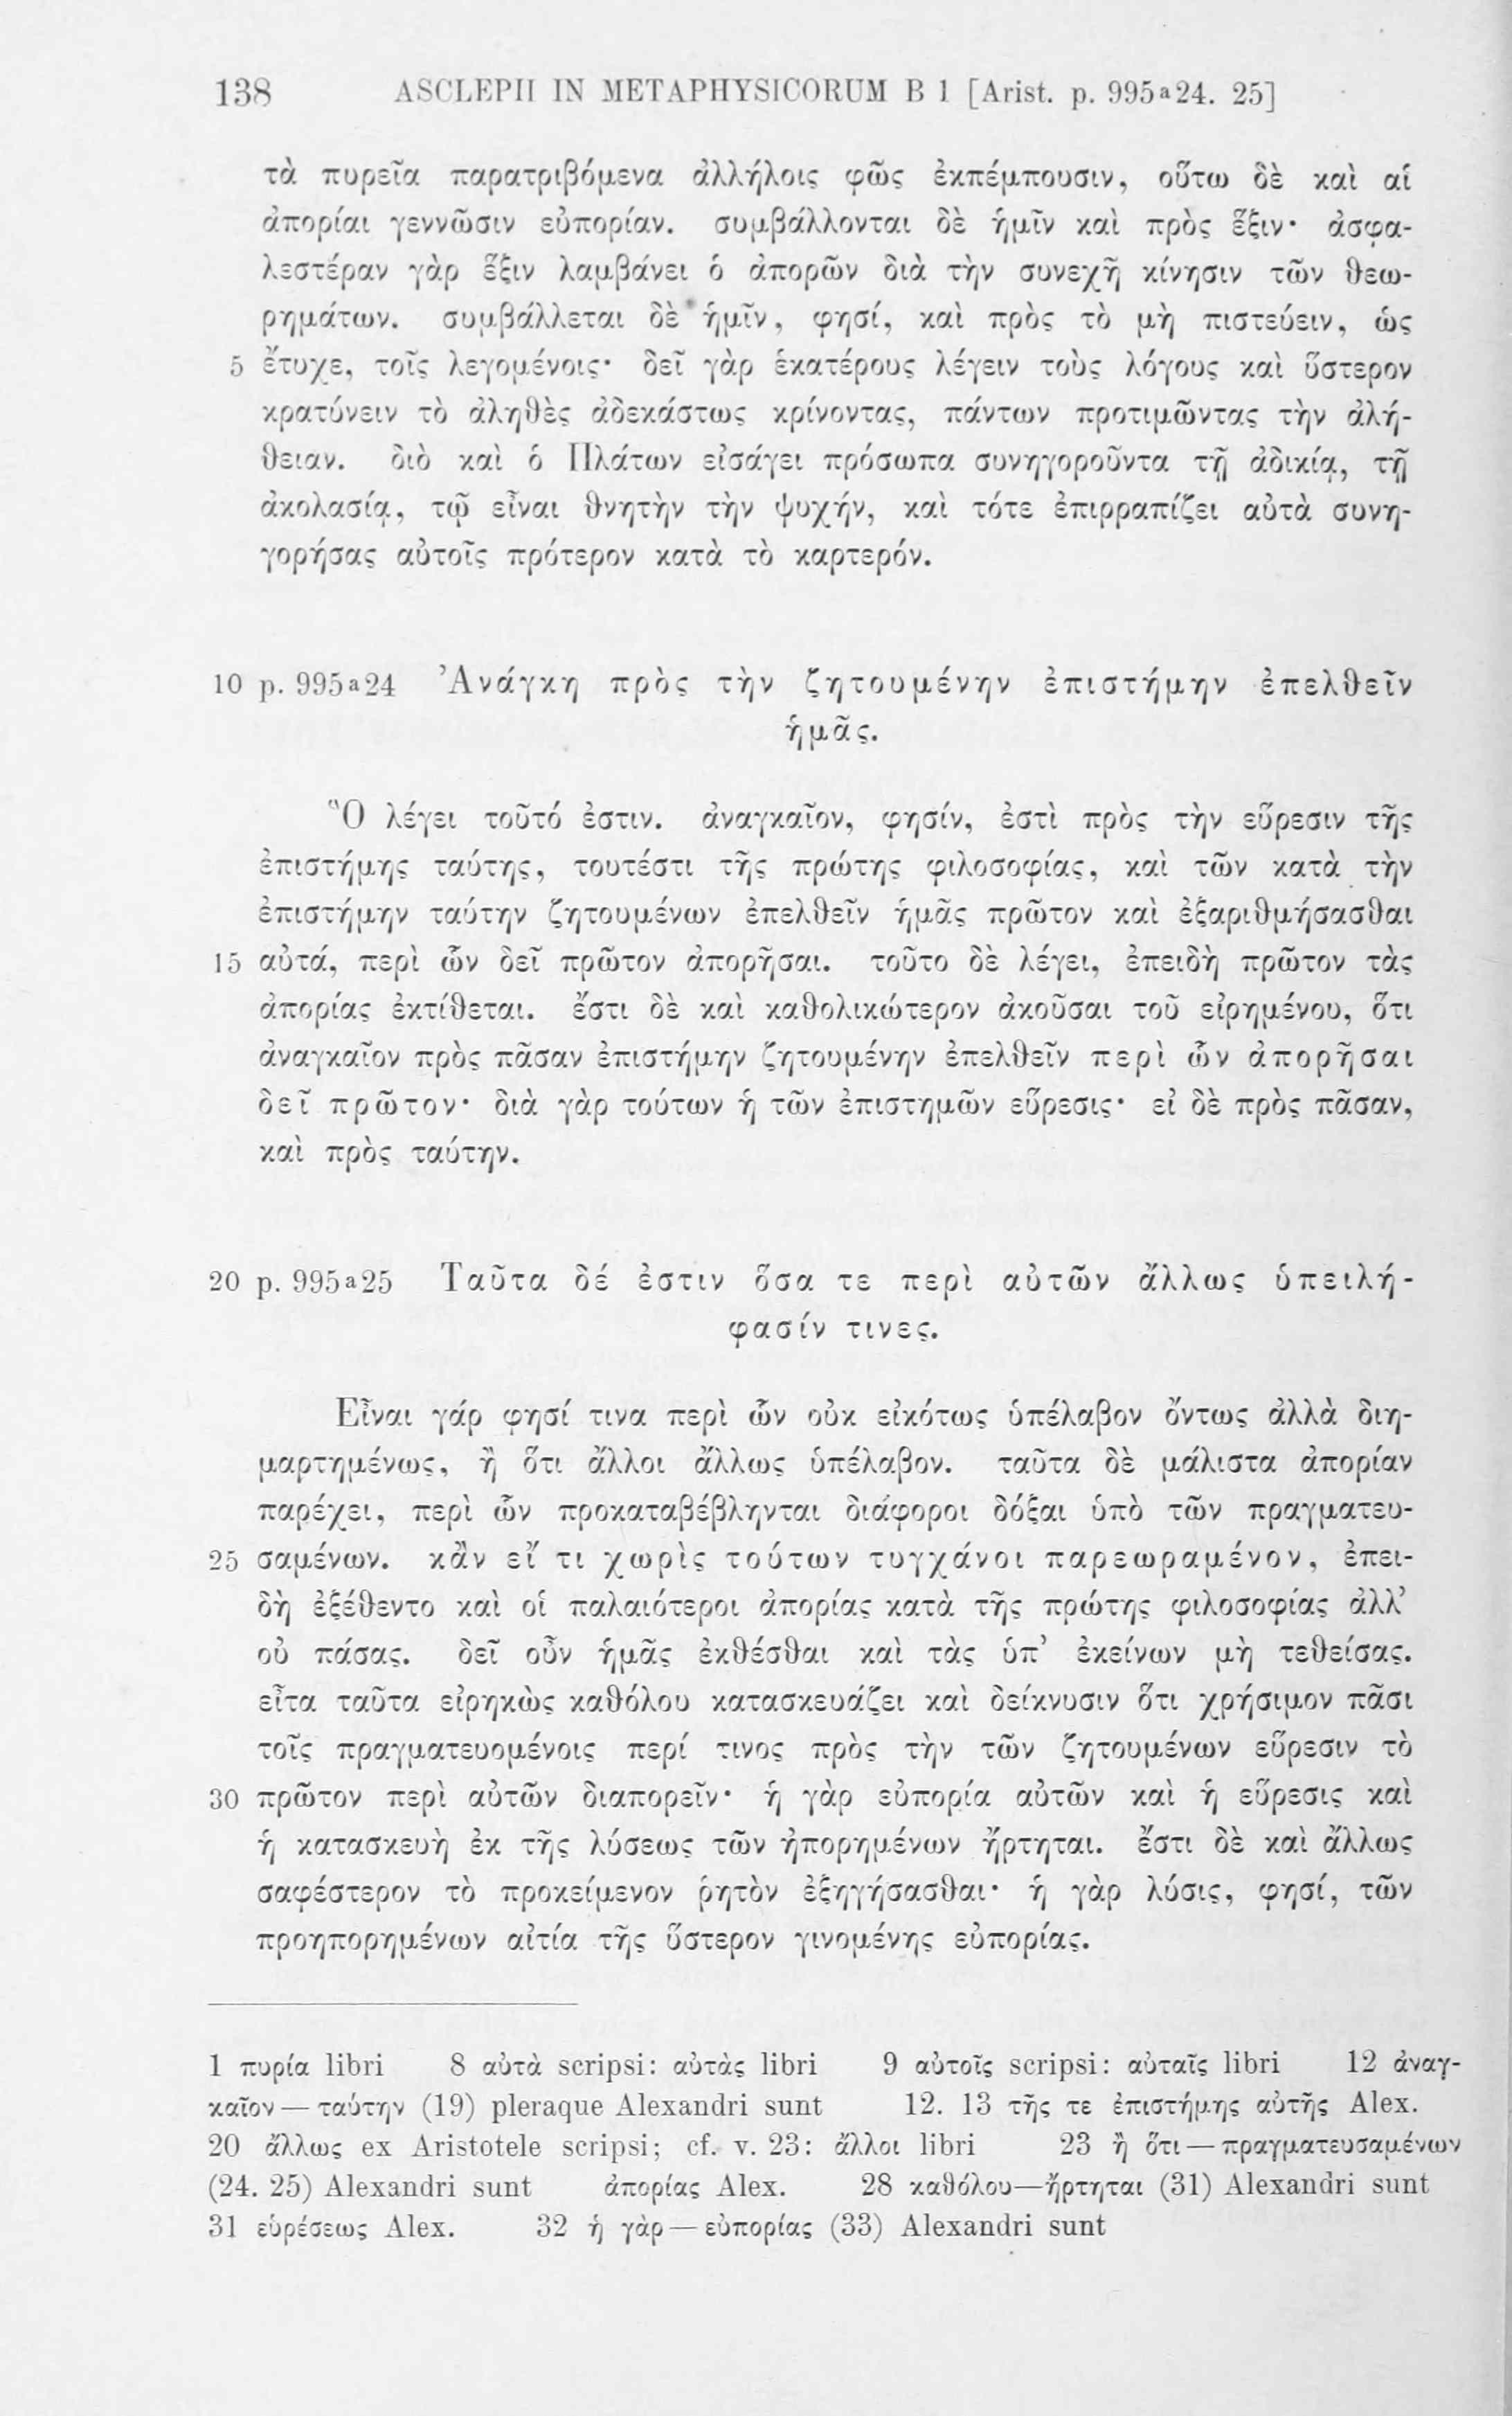 138 ASCLEPII IN METAPHYSICORUM B 1 [Arist. p. 995ᵃ24. 25]
τὰ πυρεῖα παρατριβόμενα ἀλλήλοις φῶς ἐκπέμπουσιν, οὕτω δὲ καὶ αἱ
ἀπορίαι γεννῶσιν εὐπορίαν. συμβάλλονται δὲ ἡμῖν καὶ πρὸς ἕξιν· ἀσφα-
λεστέραν γὰρ ἕξιν λαμβάνει ὁ ἀπορῶν διὰ τὴν συνεχῆ κίνησιν τῶν θεω-
ρημάτων. συμβάλλεται δὲ ἡμῖν, φησί, καὶ πρὸς τὸ μὴ πιστεύειν, ὡς
5 ἔτυχε, τοῖς λεγομένοις· δεῖ γὰρ ἑκατέρους λέγειν τοὺς λόγους καὶ ὕστερον
κρατύνειν τὸ ἀληθὲς ἀδεκάστως κρίνοντας, πάντων προτιμῶντας τὴν ἀλή-
θειαν. διὸ καὶ ὁ Πλάτων εἰσάγει πρόσωπα συνηγοροῦντα τῇ ἀδικίᾳ, τῇ
ἀκολασίᾳ, τῷ εἶναι θνητὴν τὴν ψυχήν, καὶ τότε ἐπιρραπίζει αὐτὰ συνη-
γορήσας αὐτοῖς πρότερον κατὰ τὸ καρτερόν.
10 p. 995ᵃ24 Ἀνάγκη πρὸς τὴν ζητουμένην ἐπιστήμην ἐπελθεῖν
ἡμᾶς.
Ὃ λέγει τοῦτό ἐστιν. ἀναγκαῖον, φησίν, ἐστὶ πρὸς τὴν εὕρεσιν τῆς
ἐπιστήμης ταύτης, τουτέστι τῆς πρώτης φιλοσοφίας, καὶ τῶν κατὰ τὴν
ἐπιστήμην ταύτην ζητουμένων ἐπελθεῖν ἡμᾶς πρῶτον καὶ ἐξαριθμήσασθαι
15 αὐτά, περὶ ὧν δεῖ πρῶτον ἀπορῆσαι. τοῦτο δὲ λέγει, ἐπειδὴ πρῶτον τὰς
ἀπορίας ἐκτίθεται. ἔστι δὲ καὶ καθολικώτερον ἀκοῦσαι τοῦ εἰρημένου, ὅτι
ἀναγκαῖον πρὸς πᾶσαν ἐπιστήμην ζητουμένην ἐπελθεῖν περὶ ὧν ἀπορῆσαι
δεῖ πρῶτον· διὰ γὰρ τούτων ἡ τῶν ἐπιστημῶν εὕρεσις· εἰ δὲ πρὸς πᾶσαν,
καὶ πρὸς ταύτην.
20 p. 995ᵃ25 Ταῦτα δέ ἐστιν ὅσα τε περὶ αὐτῶν ἄλλως ὑπειλή-
φασίν τινες.
Εἶναι γάρ φησί τινα περὶ ὧν οὐκ εἰκότως ὑπέλαβον ὄντως ἀλλὰ διη-
μαρτημένως, ἢ ὅτι ἄλλοι ἄλλως ὑπέλαβον. ταῦτα δὲ μάλιστα ἀπορίαν
παρέχει, περὶ ὧν προκαταβέβληνται διάφοροι δόξαι ὑπὸ τῶν πραγματευ-
25 σαμένων. κἂν εἴ τι χωρὶς τούτων τυγχάνοι παρεωραμένον, ἐπει-
δὴ ἐξέθεντο καὶ οἱ παλαιότεροι ἀπορίας κατὰ τῆς πρώτης φιλοσοφίας ἀλλ’
οὐ πάσας. δεῖ οὖν ἡμᾶς ἐκθέσθαι καὶ τὰς ὑπ’ ἐκείνων μὴ τεθείσας.
εἶτα ταῦτα εἰρηκὼς καθόλου κατασκευάζει καὶ δείκνυσιν ὅτι χρήσιμον πᾶσι
τοῖς πραγματευομένοις περί τινος πρὸς τὴν τῶν ζητουμένων εὕρεσιν τὸ
30 πρῶτον περὶ αὐτῶν διαπορεῖν· ἡ γὰρ εὐπορία αὐτῶν καὶ ἡ εὕρεσις καὶ
ἡ κατασκευὴ ἐκ τῆς λύσεως τῶν ἠπορημένων ἤρτηται. ἔστι δὲ καὶ ἄλλως
σαφέστερον τὸ προκείμενον ῥητὸν ἐξηγήσασθαι· ἡ γὰρ λύσις, φησί, τῶν
προηπορημένων αἰτία τῆς ὕστερον γινομένης εὐπορίας.
1 πυρία libri 8 αὐτὰ scripsi: αὐτὰς libri 9 αὐτοῖς scripsi: αὐταῖς libri 12 ἀναγ-
καῖον — ταύτην (19) pleraque Alexandri sunt 12. 13 τῆς τε ἐπιστήμης αὐτῆς Alex.
20 ἄλλως ex Aristotele scripsi; cf. v. 23: ἄλλοι libri 23 ἢ ὅτι — πραγματευσαμένων
(24. 25) Alexandri sunt ἀπορίας Alex. 28 καθόλου—ἤρτηται (31) Alexandri sunt
31 εὑρέσεως Alex. 32 ἡ γὰρ — εὐπορίας (33) Alexandri sunt